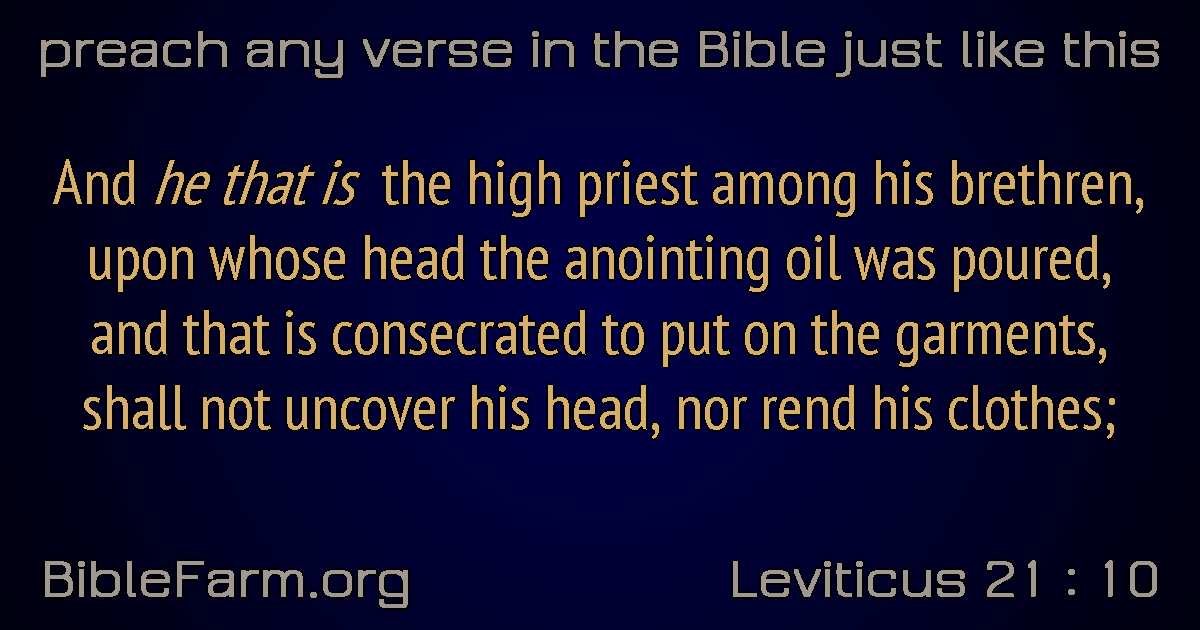 preach any verse in the Bible just like this
And he that is the high priest among his brethren,
upon whose head the anointing oil was poured,
and that is consecrated to put on the garments,
shall not uncover his head, nor rend his clothes;
BibleFarm.org
Leviticus 21 : 10